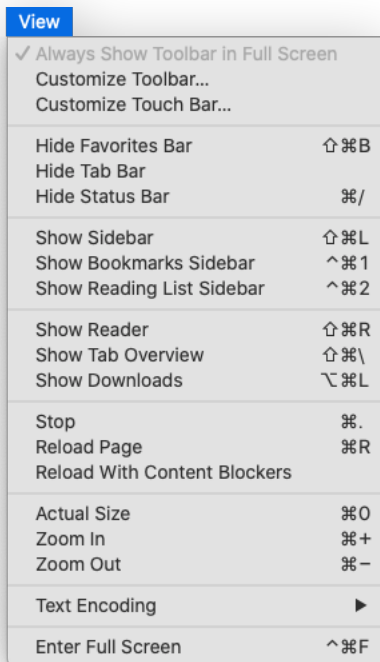 View
✓ Always Show Toolbar in Full Screen
Customize Toolbar...
Customize Touch Bar...
Hide Favorites Bar ⇧⌘B
Hide Tab Bar
Hide Status Bar ⌘/
Show Sidebar ⇧⌘L
Show Bookmarks Sidebar ^⌘1
Show Reading List Sidebar ^⌘2
Show Reader ⇧⌘R
Show Tab Overview ⇧⌘\
Show Downloads ⌥⌘L
Stop ⌘.
Reload Page ⌘R
Reload With Content Blockers
Actual Size ⌘0
Zoom In ⌘+
Zoom Out ⌘−
Text Encoding ▶
Enter Full Screen ^⌘F